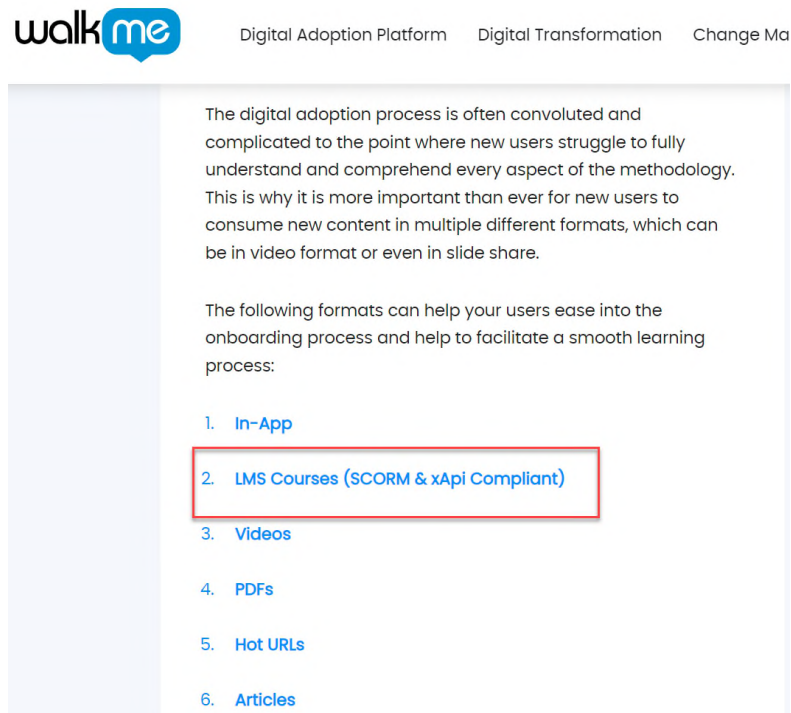 walkme
Digital Adoption Platform Digital Transformation Change Ma
The digital adoption process is often convoluted and
complicated to the point where new users struggle to fully
understand and comprehend every aspect of the methodology.
This is why it is more important than ever for new users to
consume new content in multiple different formats, which can
be in video format or even in slide share.
The following formats can help your users ease into the
onboarding process and help to facilitate a smooth learning
process:
1. In-App
2. LMS Courses (SCORM & xApi Compliant)
3. Videos
4. PDFs
5. Hot URLs
6. Articles